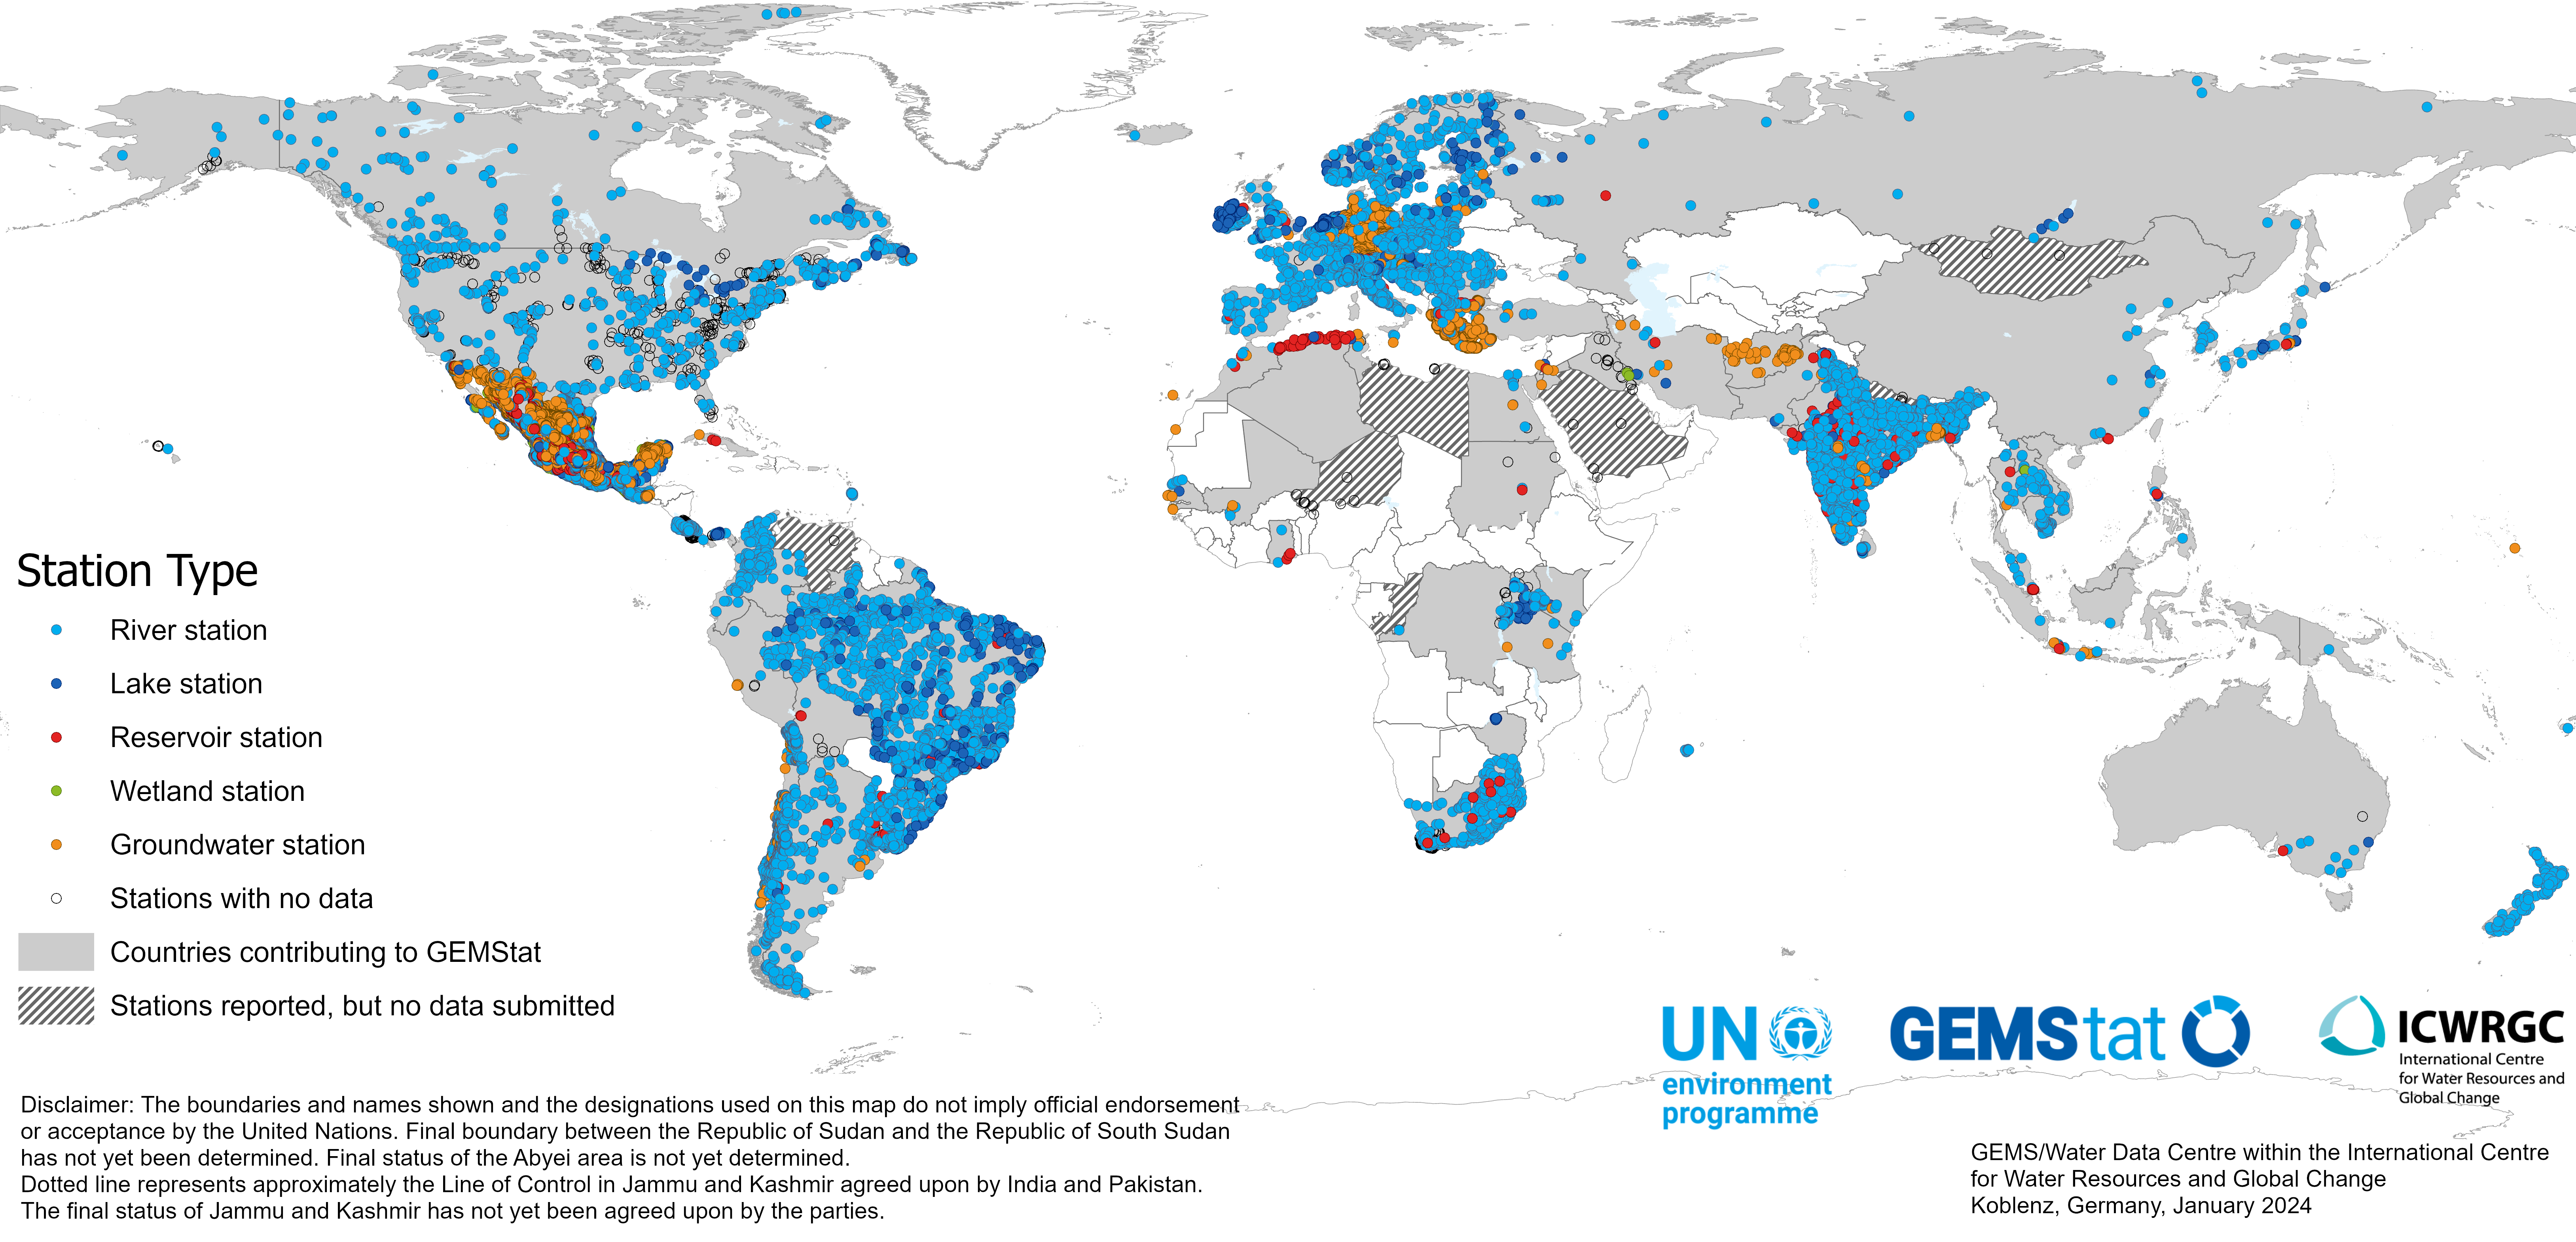 Station Type
River station
Lake station
Reservoir station
Wetland station
Groundwater station
Stations with no data
Countries contributing to GEMStat
Stations reported, but no data submitted
UN
environment
programme
GEMStat
ICWRGC
International Centre
for Water Resources and
Global Change
Disclaimer: The boundaries and names shown and the designations used on this map do not imply official endorsement
or acceptance by the United Nations. Final boundary between the Republic of Sudan and the Republic of South Sudan
has not yet been determined. Final status of the Abyei area is not yet determined.
Dotted line represents approximately the Line of Control in Jammu and Kashmir agreed upon by India and Pakistan.
The final status of Jammu and Kashmir has not yet been agreed upon by the parties.
GEMS/Water Data Centre within the International Centre
for Water Resources and Global Change
Koblenz, Germany, January 2024